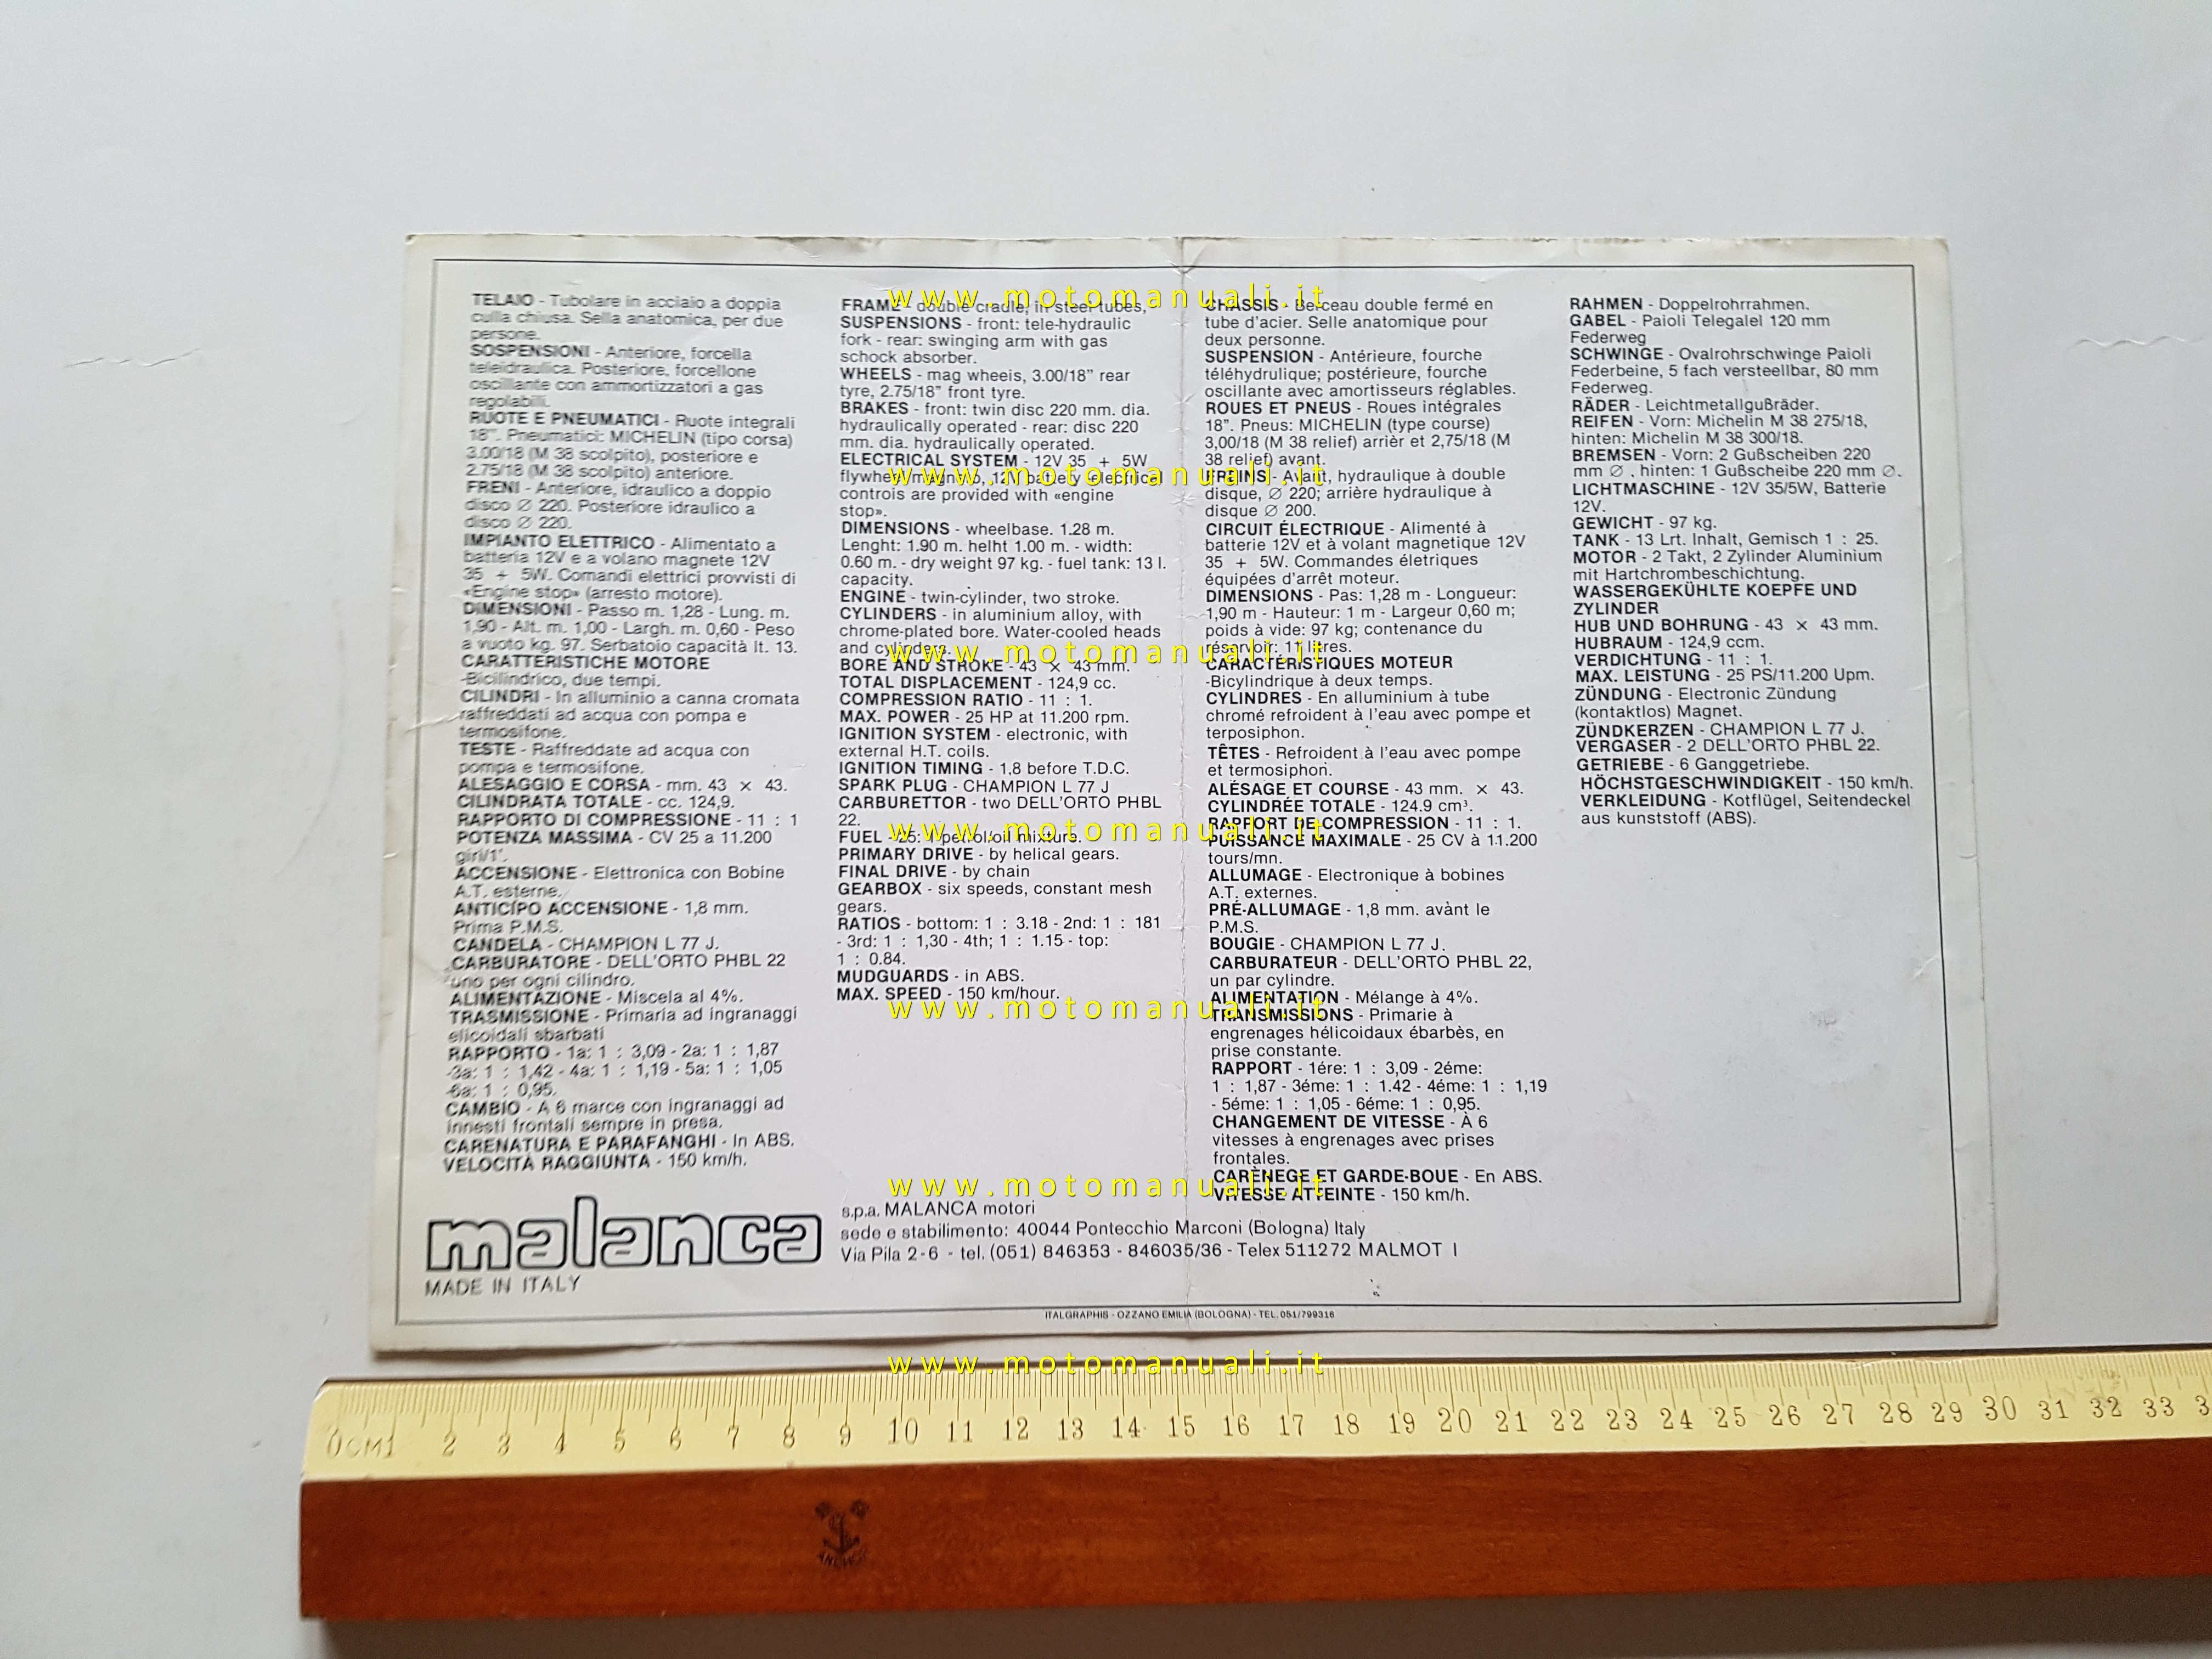 TELAIO - Tubolare in acciaio a doppia
culla chiusa. Sella anatomica, per due
persone.
SOSPENSIONI - Anteriore, forcella
teleidraulica. Posteriore, forcellone
oscillante con ammortizzatori a gas
regolabili.
RUOTE E PNEUMATICI - Ruote integrali
18”. Pneumatici: MICHELIN (tipo corsa)
3.00/18 (M 38 scolpito), posteriore e
2.75/18 (M 38 scolpito) anteriore.
FRENI - Anteriore, idraulico a doppio
disco ∅ 220. Posteriore idraulico a
disco ∅ 220.
IMPIANTO ELETTRICO - Alimentato a
batteria 12V e a volano magnete 12V
35 + 5W. Comandi elettrici provvisti di
«Engine stop» (arresto motore).
DIMENSIONI - Passo m. 1,28 - Lung. m.
1,90 - Alt. m. 1,00 - Largh. m. 0,60 - Peso
a vuoto kg. 97. Serbatoio capacità lt. 13.
CARATTERISTICHE MOTORE
-Bicilindrico, due tempi.
CILINDRI - In alluminio a canna cromata
raffreddati ad acqua con pompa e
termosifone.
TESTE - Raffreddate ad acqua con
pompa e termosifone.
ALESAGGIO E CORSA - mm. 43 × 43.
CILINDRATA TOTALE - cc. 124,9.
RAPPORTO DI COMPRESSIONE - 11 : 1
POTENZA MASSIMA - CV 25 a 11.200
giri/1'.
ACCENSIONE - Elettronica con Bobine
A.T. esterne.
ANTICIPO ACCENSIONE - 1,8 mm.
Prima P.M.S.
CANDELA - CHAMPION L 77 J.
CARBURATORE - DELL'ORTO PHBL 22
uno per ogni cilindro.
ALIMENTAZIONE - Miscela al 4%.
TRASMISSIONE - Primaria ad ingranaggi
elicoidali sbarbati
RAPPORTO - 1a: 1 : 3,09 - 2a: 1 : 1,87
-3a: 1 : 1,42 - 4a: 1 : 1,19 - 5a: 1 : 1,05
-6a: 1 : 0,95.
CAMBIO - A 6 marce con ingranaggi ad
innesti frontali sempre in presa.
CARENATURA E PARAFANGHI - In ABS.
VELOCITÀ RAGGIUNTA - 150 km/h.
FRAME - double cradle, in steel tubes,
SUSPENSIONS - front: tele-hydraulic
fork - rear: swinging arm with gas
schock absorber.
WHEELS - mag wheeis, 3.00/18” rear
tyre, 2.75/18” front tyre.
BRAKES - front: twin disc 220 mm. dia.
hydraulically operated - rear: disc 220
mm. dia. hydraulically operated.
ELECTRICAL SYSTEM - 12V 35 + 5W
flywheel magneto, 12V battery electrical
controis are provided with «engine
stop».
DIMENSIONS - wheelbase. 1.28 m.
Lenght: 1.90 m. helht 1.00 m. - width:
0.60 m. - dry weight 97 kg. - fuel tank: 13 l.
capacity.
ENGINE - twin-cylinder, two stroke.
CYLINDERS - in aluminium alloy, with
chrome-plated bore. Water-cooled heads
and cylinders.
BORE AND STROKE - 43 × 43 mm.
TOTAL DISPLACEMENT - 124,9 cc.
COMPRESSION RATIO - 11 : 1.
MAX. POWER - 25 HP at 11.200 rpm.
IGNITION SYSTEM - electronic, with
external H.T. coils.
IGNITION TIMING - 1,8 before T.D.C.
SPARK PLUG - CHAMPION L 77 J
CARBURETTOR - two DELL'ORTO PHBL
22.
FUEL - 25: 1 petrol/oil mixture.
PRIMARY DRIVE - by helical gears.
FINAL DRIVE - by chain
GEARBOX - six speeds, constant mesh
gears.
RATIOS - bottom: 1 : 3.18 - 2nd: 1 : 181
- 3rd: 1 : 1,30 - 4th; 1 : 1.15 - top:
1 : 0.84.
MUDGUARDS - in ABS.
MAX. SPEED - 150 km/hour.
CHASSIS - Berceau double fermé en
tube d'acier. Selle anatomique pour
deux personne.
SUSPENSION - Antérieure, fourche
téléhydrulique; postérieure, fourche
oscillante avec amortisseurs réglables.
ROUES ET PNEUS - Roues intégrales
18”. Pneus: MICHELIN (type course)
3,00/18 (M 38 relief) arrièr et 2,75/18 (M
38 relief) avant.
FREINS - Avant, hydraulique à double
disque, ∅ 220; arrière hydraulique à
disque ∅ 200.
CIRCUIT ÉLECTRIQUE - Alimenté à
batterie 12V et à volant magnetique 12V
35 + 5W. Commandes életriques
équipées d'arrêt moteur.
DIMENSIONS - Pas: 1,28 m - Longueur:
1,90 m - Hauteur: 1 m - Largeur 0,60 m;
poids à vide: 97 kg; contenance du
réservoir: 11 litres.
CARACTÉRISTIQUES MOTEUR
-Bicylindrique à deux temps.
CYLINDRES - En alluminium à tube
chromé refroident à l'eau avec pompe et
terposiphon.
TÊTES - Refroident à l'eau avec pompe
et termosiphon.
ALÉSAGE ET COURSE - 43 mm. × 43.
CYLINDRÉE TOTALE - 124.9 cm³.
RAPPORT DE COMPRESSION - 11 : 1.
PUISSANCE MAXIMALE - 25 CV à 11.200
tours/mn.
ALLUMAGE - Electronique à bobines
A.T. externes.
PRÉ-ALLUMAGE - 1,8 mm. avant le
P.M.S.
BOUGIE - CHAMPION L 77 J.
CARBURATEUR - DELL'ORTO PHBL 22,
un par cylindre.
ALIMENTATION - Mélange à 4%.
TRANSMISSIONS - Primarie à
engrenages hélicoidaux ébarbès, en
prise constante.
RAPPORT - 1ére: 1 : 3,09 - 2éme:
1 : 1,87 - 3éme: 1 : 1.42 - 4éme: 1 : 1,19
- 5éme: 1 : 1,05 - 6éme: 1 : 0,95.
CHANGEMENT DE VITESSE - À 6
vitesses à engrenages avec prises
frontales.
CARÈNEGE ET GARDE-BOUE - En ABS.
VITESSE ATTEINTE - 150 km/h.
RAHMEN - Doppelrohrrahmen.
GABEL - Paioli Telegalel 120 mm
Federweg
SCHWINGE - Ovalrohrschwinge Paioli
Federbeine, 5 fach versteellbar, 80 mm
Federweg.
RÄDER - Leichtmetallgußräder.
REIFEN - Vorn: Michelin M 38 275/18,
hinten: Michelin M 38 300/18.
BREMSEN - Vorn: 2 Gußscheiben 220
mm ∅ , hinten: 1 Gußscheibe 220 mm ∅.
LICHTMASCHINE - 12V 35/5W, Batterie
12V.
GEWICHT - 97 kg.
TANK - 13 Lrt. Inhalt, Gemisch 1 : 25.
MOTOR - 2 Takt, 2 Zylinder Aluminium
mit Hartchrombeschichtung.
WASSERGEKÜHLTE KOEPFE UND
ZYLINDER
HUB UND BOHRUNG - 43 × 43 mm.
HUBRAUM - 124,9 ccm.
VERDICHTUNG - 11 : 1.
MAX. LEISTUNG - 25 PS/11.200 Upm.
ZÜNDUNG - Electronic Zündung
(kontaktlos) Magnet.
ZÜNDKERZEN - CHAMPION L 77 J.
VERGASER - 2 DELL'ORTO PHBL 22.
GETRIEBE - 6 Ganggetriebe.
HÖCHSTGESCHWINDIGKEIT - 150 km/h.
VERKLEIDUNG - Kotflügel, Seitendeckel
aus kunststoff (ABS).
malanca
MADE IN ITALY
s.p.a. MALANCA motori
sede e stabilimento: 40044 Pontecchio Marconi (Bologna) Italy
Via Pila 2-6 - tel. (051) 846353 - 846035/36 - Telex 511272 MALMOT I
ITALGRAPHIS - OZZANO EMILIA (BOLOGNA) - TEL. 051/799316
www.motomanuali.it
www.motomanuali.it
www.motomanuali.it
www.motomanuali.it
www.motomanuali.it
www.motomanuali.it
www.motomanuali.it
0CM1 2 3 4 5 6 7 8 9 10 11 12 13 14 15 16 17 18 19 20 21 22 23 24 25 26 27 28 29 30 31 32 33 3
ANCHOR